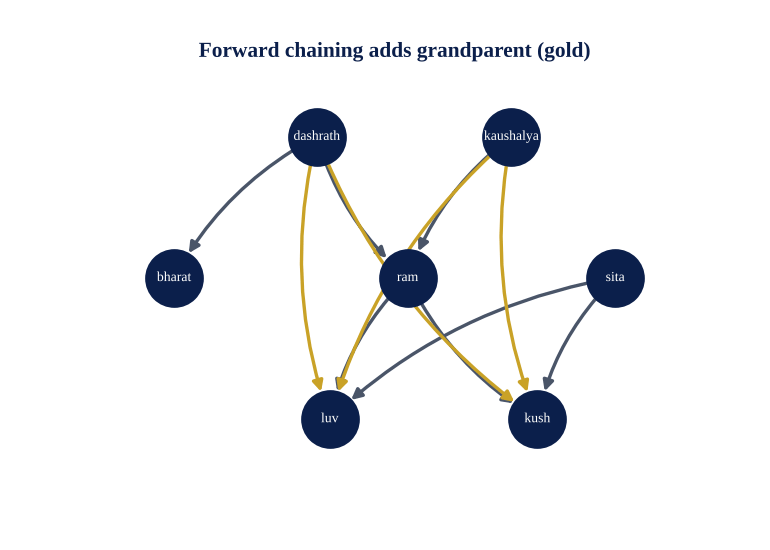 Forward chaining adds grandparent (gold)
dashrath
kaushalya
bharat
ram
sita
luv
kush